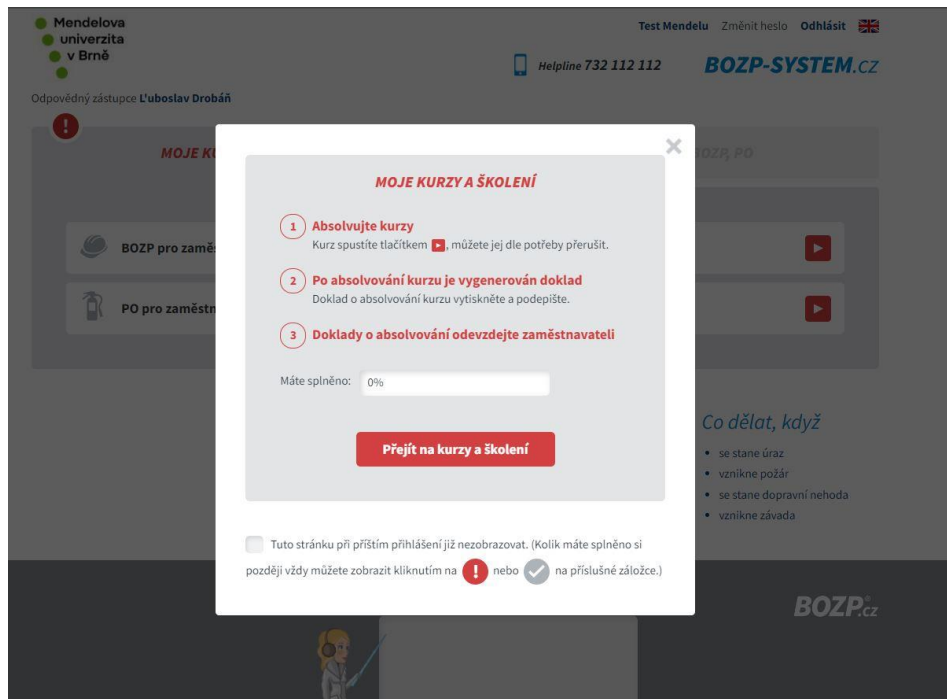 Mendelova
univerzita
v Brně
Test Mendelu Změnit heslo Odhlásit
Helpline 732 112 112
BOZP-SYSTEM.CZ
Odpovědný zástupce Ľuboslav Drobáň
!
MOJE KU
BOZP, PO
BOZP pro zaměs
PO pro zaměstn
×
MOJE KURZY A ŠKOLENÍ
1 Absolvujte kurzy
Kurz spustíte tlačítkem , můžete jej dle potřeby přerušit.
2 Po absolvování kurzu je vygenerován doklad
Doklad o absolvování kurzu vytiskněte a podepište.
3 Doklady o absolvování odevzdejte zaměstnavateli
Máte splněno: 0%
Přejít na kurzy a školení
Tuto stránku při příštím přihlášení již nezobrazovat. (Kolik máte splněno si
později vždy můžete zobrazit kliknutím na ! nebo na příslušné záložce.)
Co dělat, když
• se stane úraz
• vznikne požár
• se stane dopravní nehoda
• vznikne závada
BOZP.cz